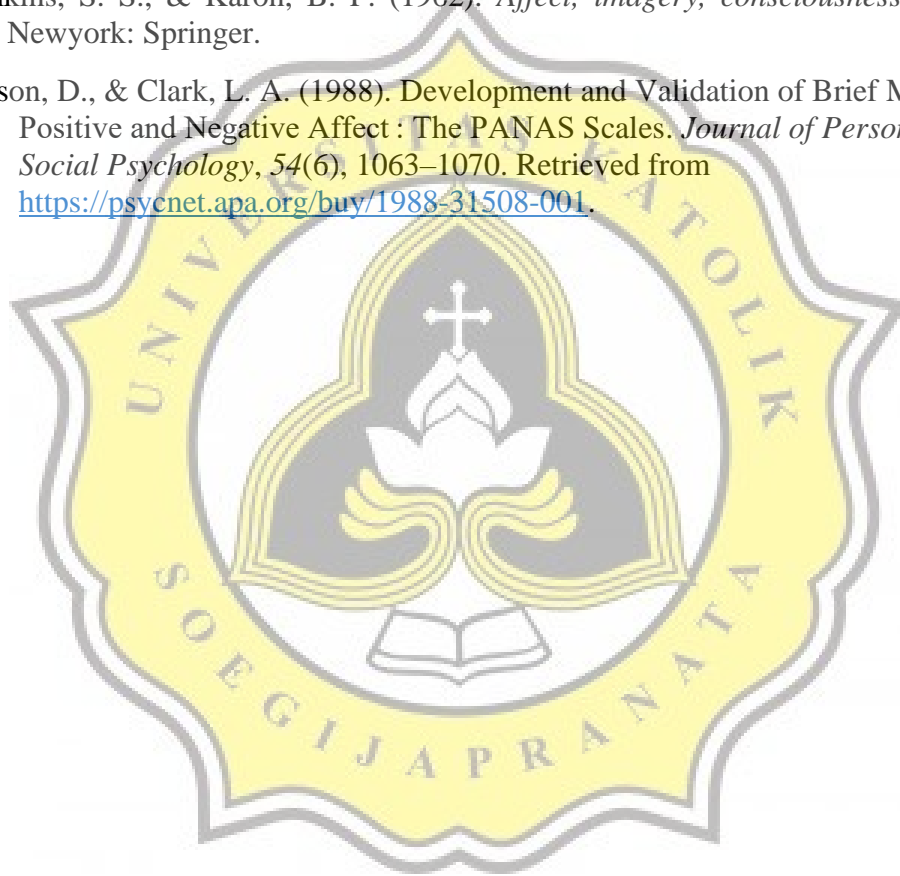 S. S., & Karon, B. P. (1962). Affect, imagery, consciousness
Newyork: Springer.
son, D., & Clark, L. A. (1988). Development and Validation of Brief M
Positive and Negative Affect : The PANAS Scales. Journal of Person
Social Psychology, 54(6), 1063–1070. Retrieved from
https://psycnet.apa.org/buy/1988-31508-001.
UNIVERSITAS KATOLIK
SOEGIJAPRANATA